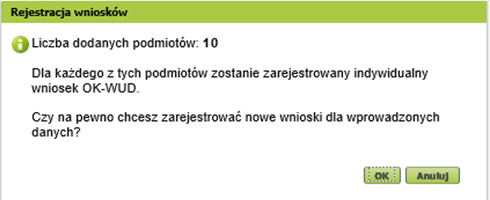 Rejestracja wniosków
Liczba dodanych podmiotów: 10
Dla każdego z tych podmiotów zostanie zarejestrowany indywidualny
wniosek OK-WUD.
Czy na pewno chcesz zarejestrować nowe wnioski dla wprowadzonych
danych?
OK Anuluj